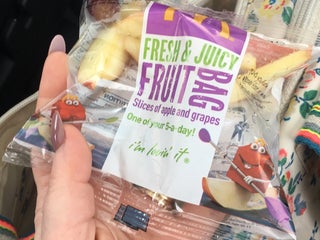 FRESH & JUICY
FRUIT
BAG
Slices of apple and grapes
One of your 5-a-day!
i'm lovin' it®